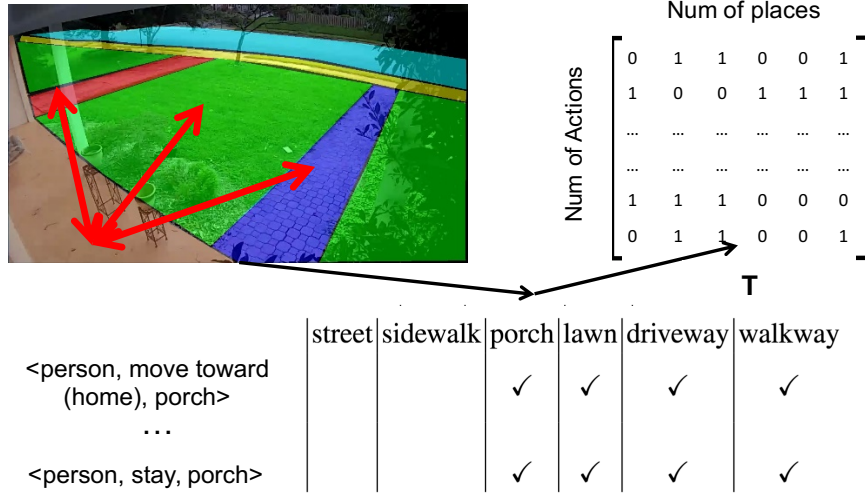 Num of places
Num of Actions
0 1 1 0 0 1
1 0 0 1 1 1
... ... ... ... ... ...
... ... ... ... ... ...
1 1 1 0 0 0
0 1 1 0 0 1
T
street sidewalk porch lawn driveway walkway
<person, move toward
(home), porch> ✓ ✓ ✓ ✓
...
<person, stay, porch> ✓ ✓ ✓ ✓